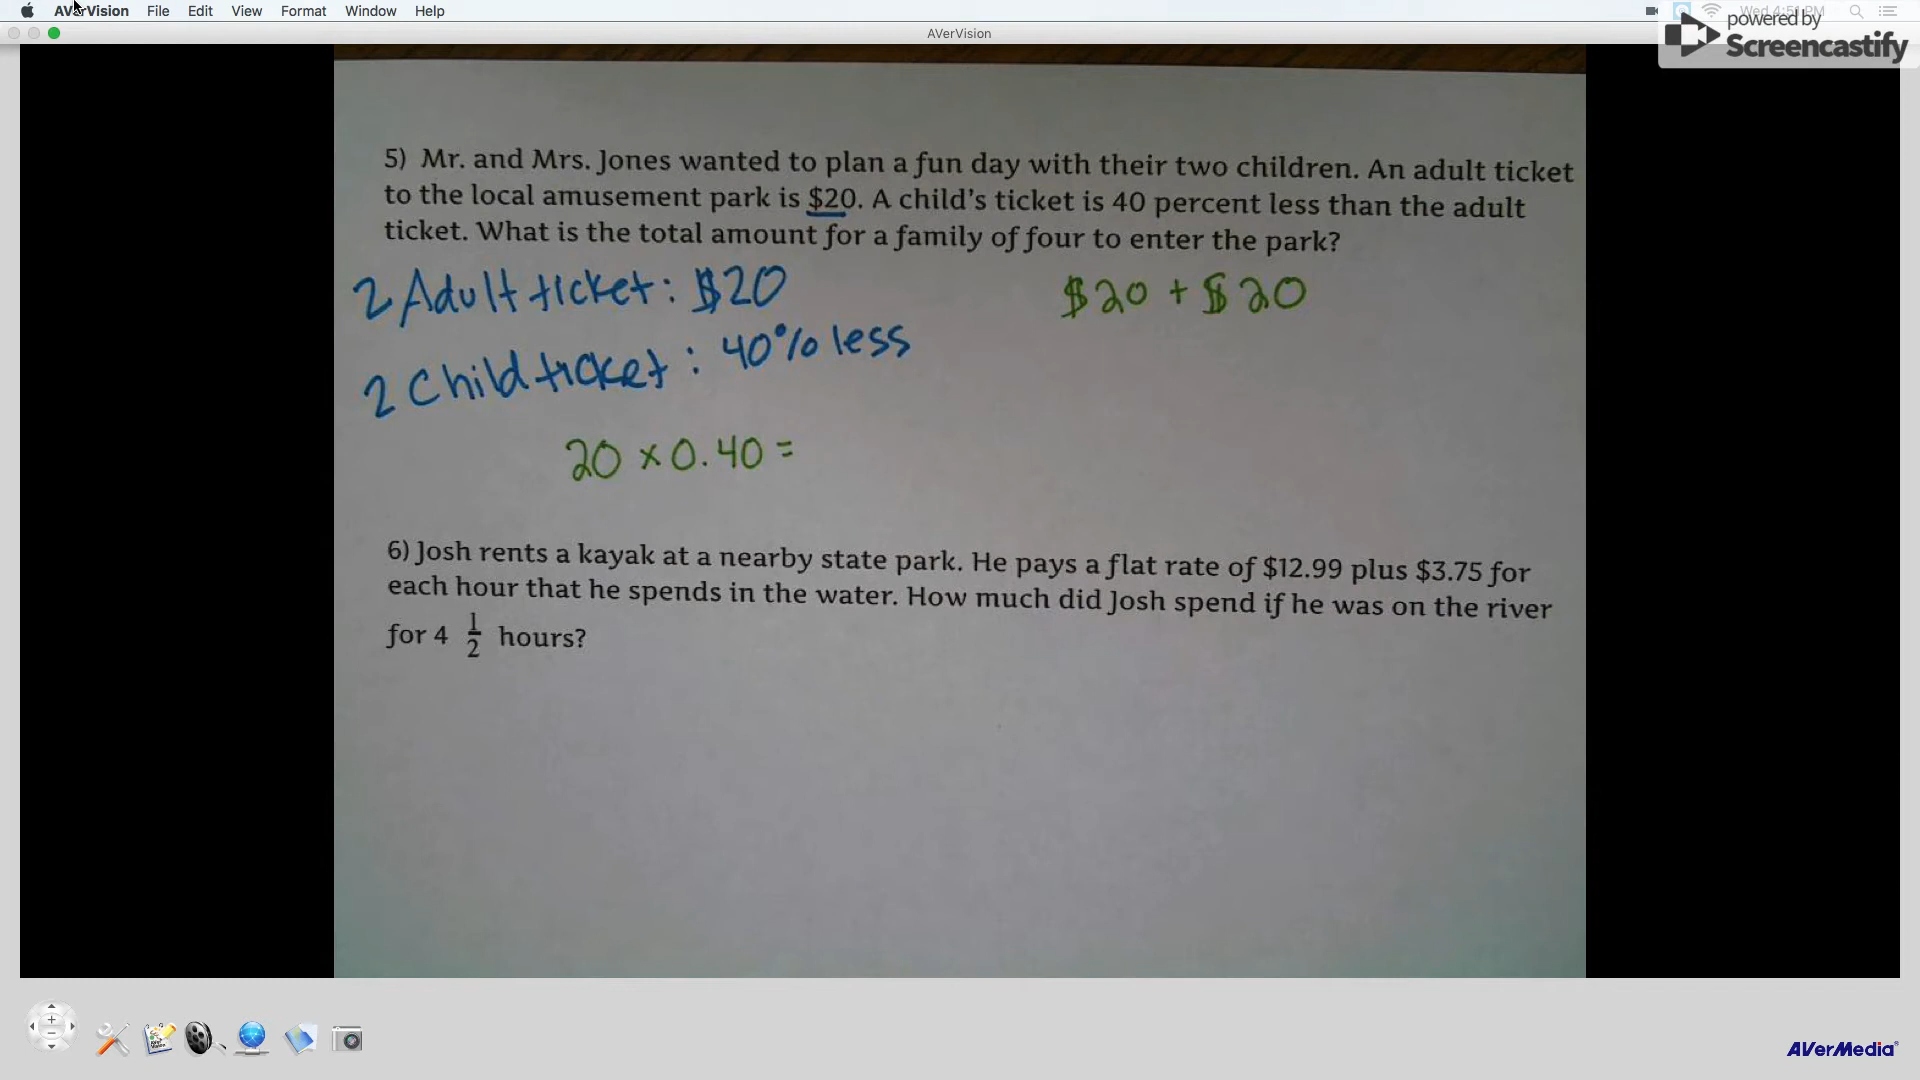 AVerVision File Edit View Format Window Help Wed 4:51 PM
AVerVision
powered by
Screencastify
5) Mr. and Mrs. Jones wanted to plan a fun day with their two children. An adult ticket
to the local amusement park is $20. A child's ticket is 40 percent less than the adult
ticket. What is the total amount for a family of four to enter the park?
2 Adult ticket: $20
$20 + $20
2 Child ticket: 40% less
20 x 0.40 =
6) Josh rents a kayak at a nearby state park. He pays a flat rate of $12.99 plus $3.75 for
each hour that he spends in the water. How much did Josh spend if he was on the river
for 4 1/2 hours?
AVerMedia